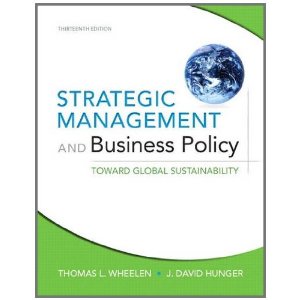 THIRTEENTH EDITION
STRATEGIC
MANAGEMENT
AND Business Policy
TOWARD GLOBAL SUSTAINABILITY
THOMAS L. WHEELEN • J. DAVID HUNGER